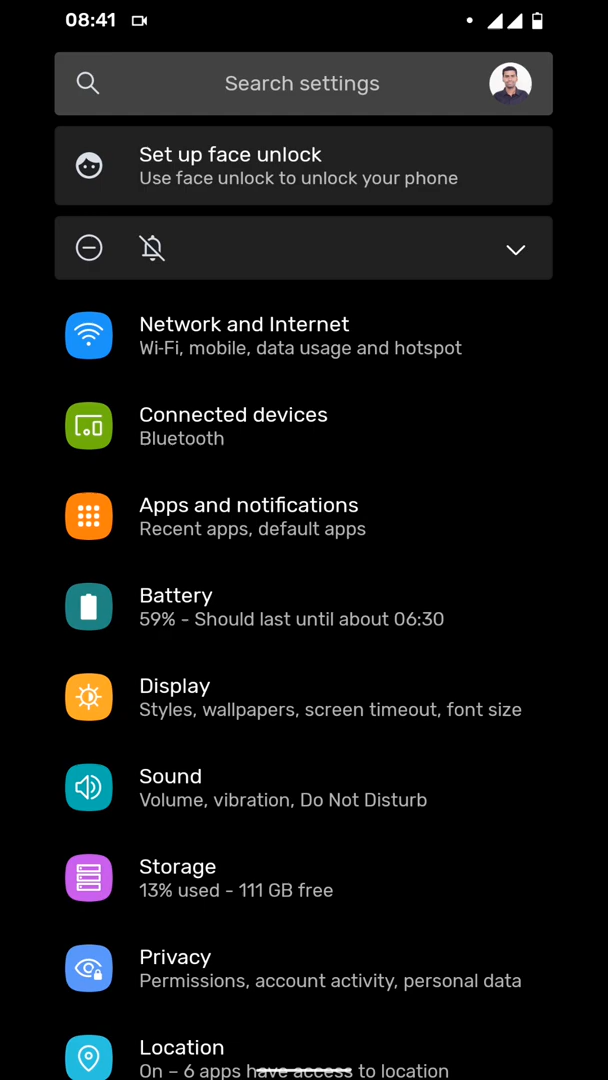 08:41
Search settings
Set up face unlock
Use face unlock to unlock your phone
Network and Internet
Wi-Fi, mobile, data usage and hotspot
Connected devices
Bluetooth
Apps and notifications
Recent apps, default apps
Battery
59% - Should last until about 06:30
Display
Styles, wallpapers, screen timeout, font size
Sound
Volume, vibration, Do Not Disturb
Storage
13% used - 111 GB free
Privacy
Permissions, account activity, personal data
Location
On – 6 apps have access to location